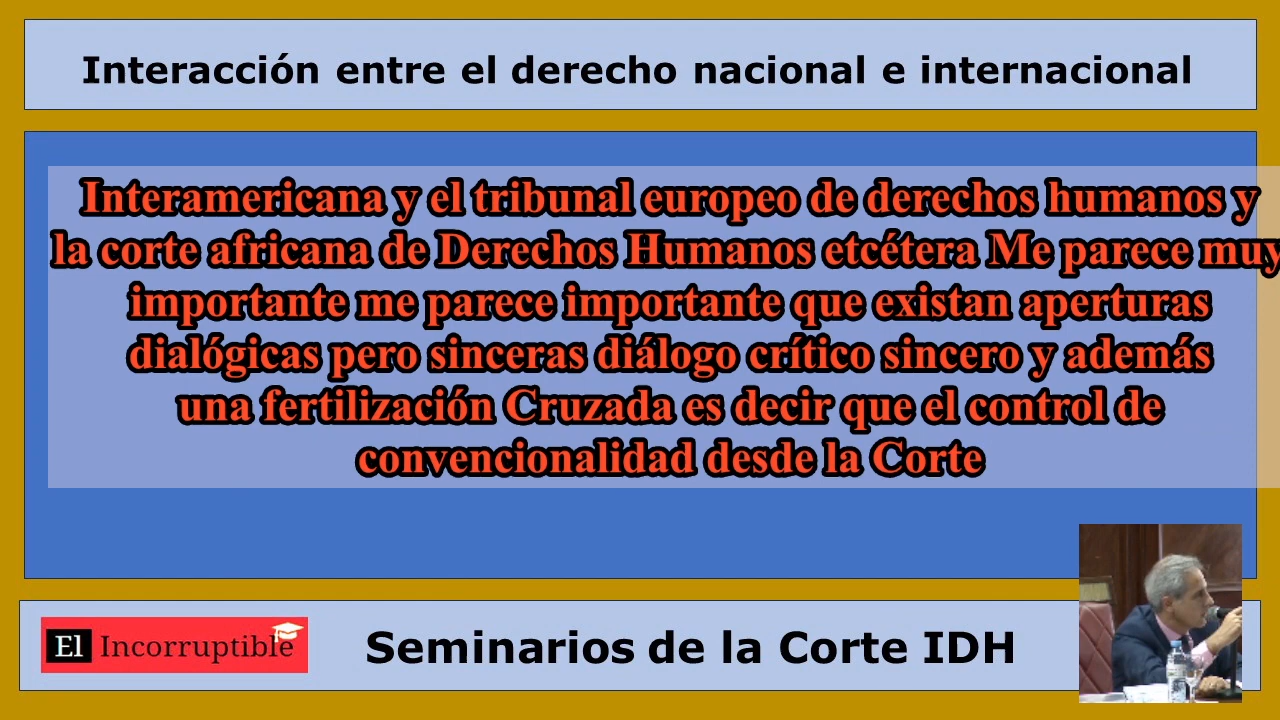 Interacción entre el derecho nacional e internacional
Interamericana y el tribunal europeo de derechos humanos y
la corte africana de Derechos Humanos etcétera Me parece muy
importante me parece importante que existan aperturas
dialógicas pero sinceras diálogo crítico sincero y además
una fertilización Cruzada es decir que el control de
convencionalidad desde la Corte
El Incorruptible
Seminarios de la Corte IDH